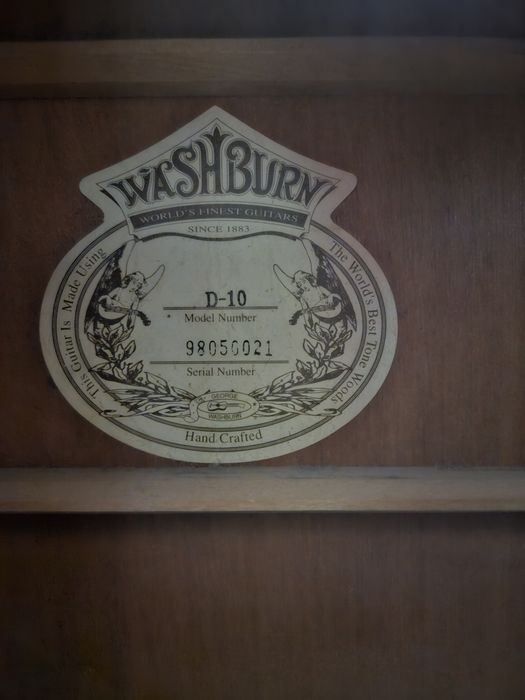 WASHBURN
WORLD'S FINEST GUITARS
SINCE 1883
This Guitar Is Made Using
The World's Best Tone Woods
D-10
Model Number
98050021
Serial Number
GEORGE
WASHBURN
Hand Crafted